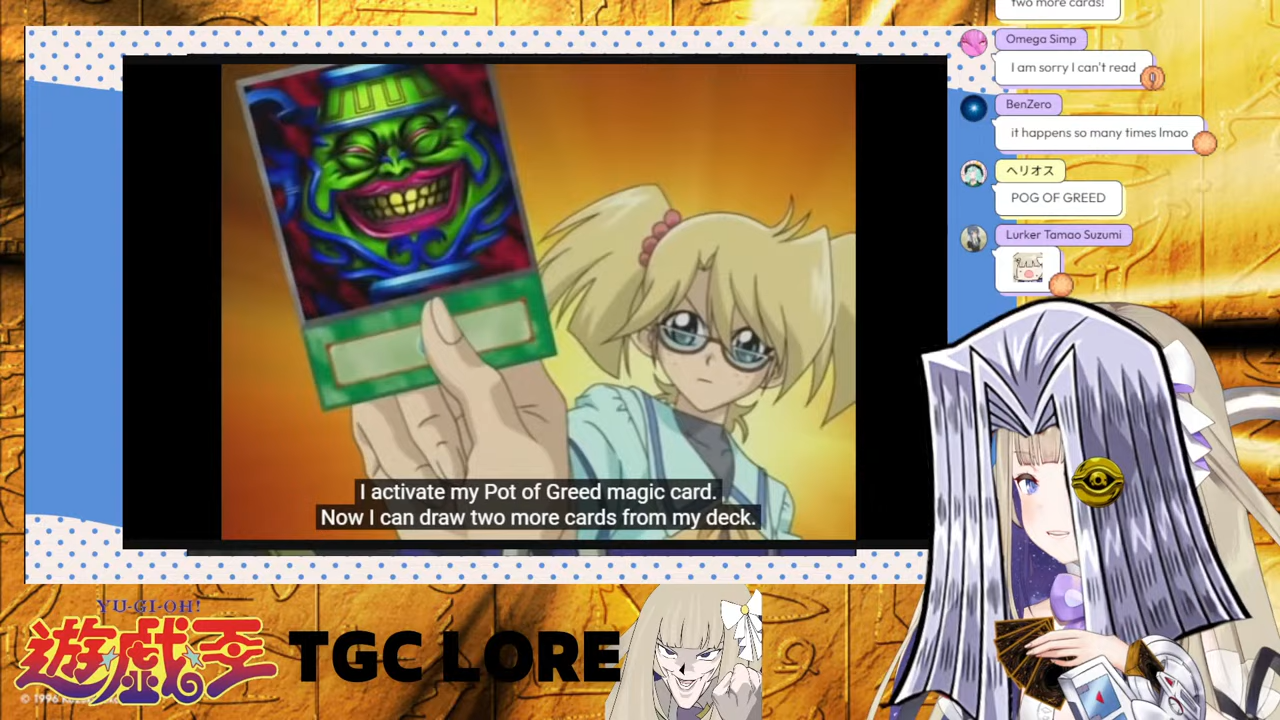 two more cards!
Omega Simp
I am sorry I can't read
BenZero
it happens so many times lmao
ヘリオス
POG OF GREED
Lurker Tamao Suzumi
I activate my Pot of Greed magic card.
Now I can draw two more cards from my deck.
YU-GI-OH!
遊☆戯☆王
TGC LORE
© 1996